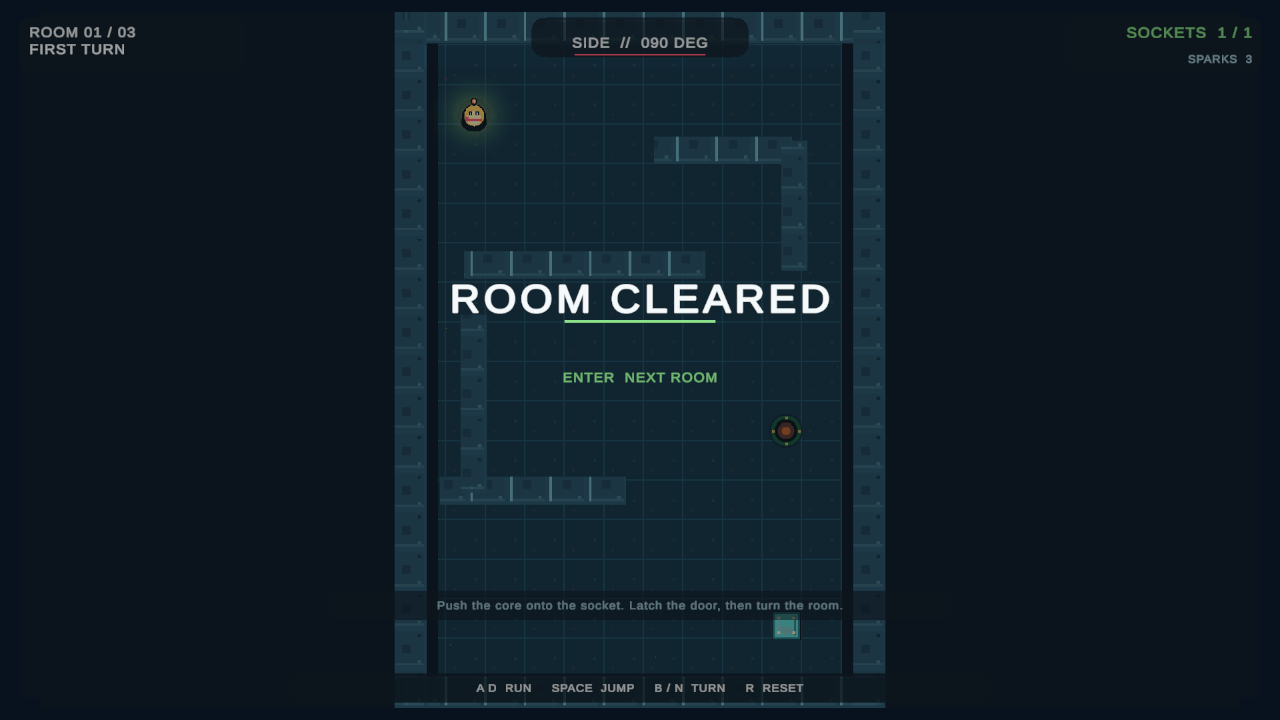 ROOM 01 / 03
FIRST TURN
SIDE // 090 DEG
SOCKETS 1 / 1
SPARKS 3
ROOM CLEARED
ENTER NEXT ROOM
Push the core onto the socket. Latch the door, then turn the room.
A D RUN SPACE JUMP B / N TURN R RESET